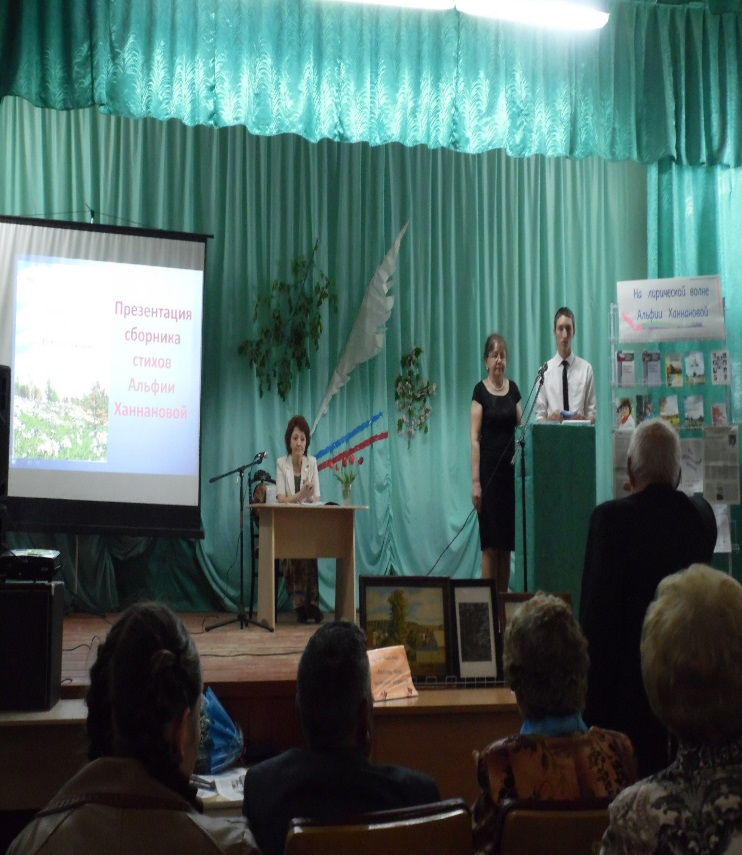 Презентация
сборника
стихов
Альфии
Ханнановой
На лирической волне
Альфии Ханнановой